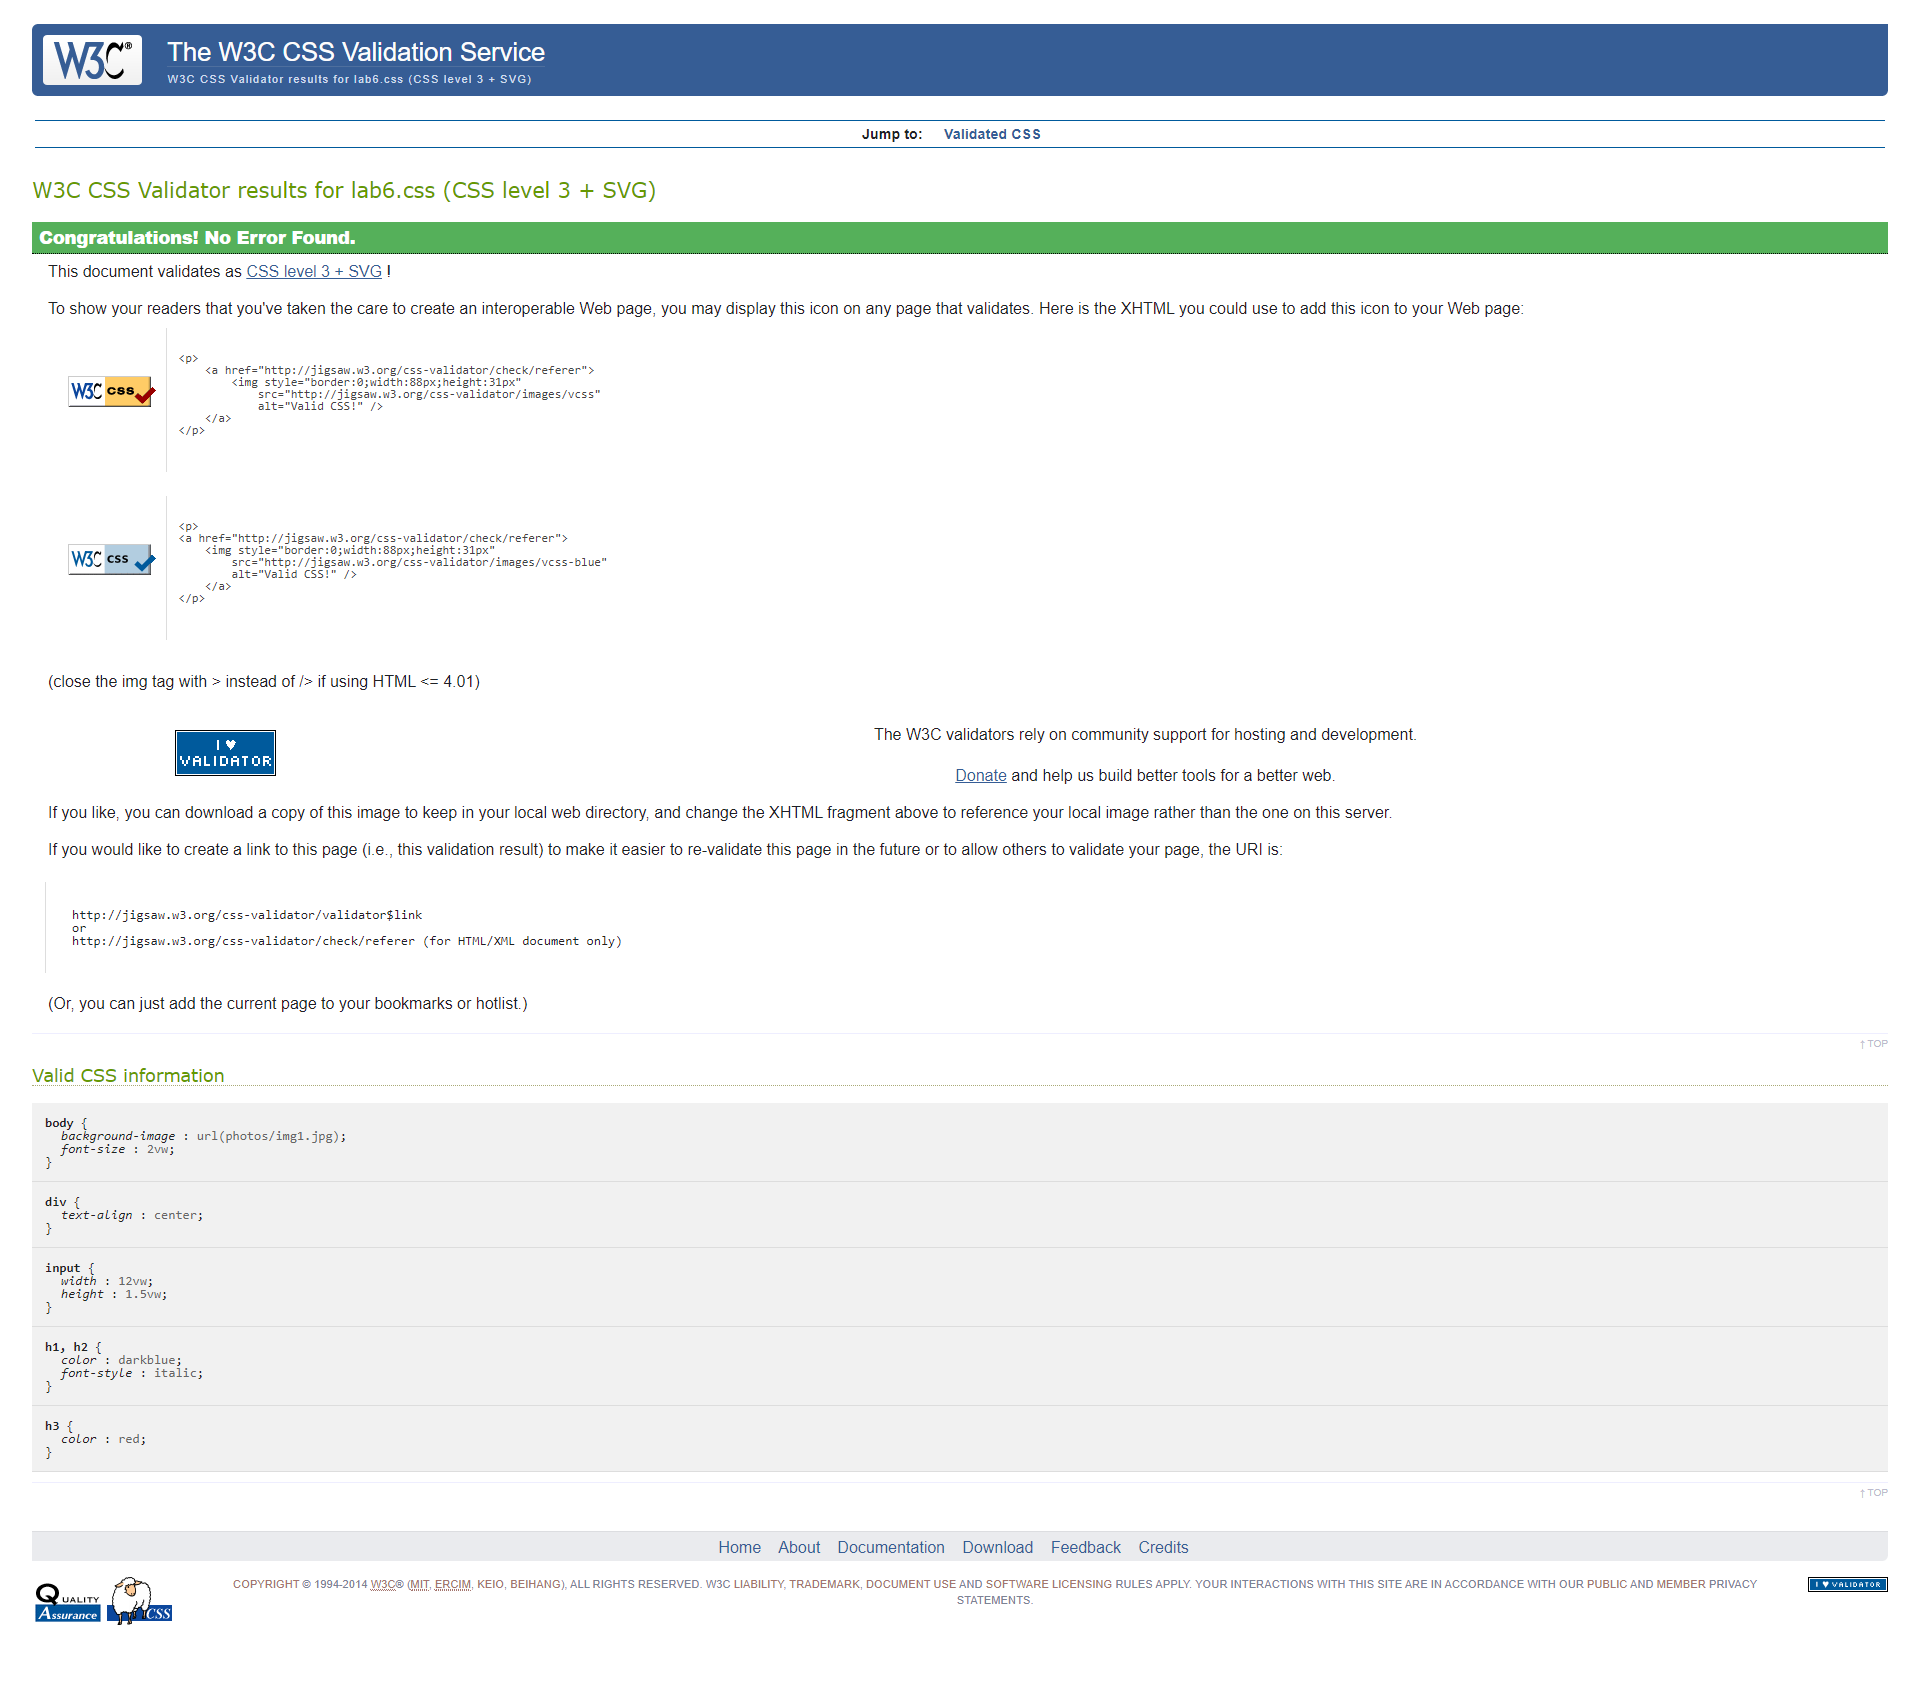 W3C®
The W3C CSS Validation Service
W3C CSS Validator results for lab6.css (CSS level 3 + SVG)
Jump to: Validated CSS
W3C CSS Validator results for lab6.css (CSS level 3 + SVG)
Congratulations! No Error Found.
This document validates as CSS level 3 + SVG !
To show your readers that you've taken the care to create an interoperable Web page, you may display this icon on any page that validates. Here is the XHTML you could use to add this icon to your Web page:
W3C css
<p>
<a href="http://jigsaw.w3.org/css-validator/check/referer">
<img style="border:0;width:88px;height:31px"
src="http://jigsaw.w3.org/css-validator/images/vcss"
alt="Valid CSS!" />
</a>
</p>
W3C css
<p>
<a href="http://jigsaw.w3.org/css-validator/check/referer">
<img style="border:0;width:88px;height:31px"
src="http://jigsaw.w3.org/css-validator/images/vcss-blue"
alt="Valid CSS!" />
</a>
</p>
(close the img tag with > instead of /> if using HTML <= 4.01)
I ♥
VALIDATOR
The W3C validators rely on community support for hosting and development.
Donate and help us build better tools for a better web.
If you like, you can download a copy of this image to keep in your local web directory, and change the XHTML fragment above to reference your local image rather than the one on this server.
If you would like to create a link to this page (i.e., this validation result) to make it easier to re-validate this page in the future or to allow others to validate your page, the URI is:
http://jigsaw.w3.org/css-validator/validator$link
or
http://jigsaw.w3.org/css-validator/check/referer (for HTML/XML document only)
(Or, you can just add the current page to your bookmarks or hotlist.)
↑ TOP
Valid CSS information
body {
background-image : url(photos/img1.jpg);
font-size : 2vw;
}
div {
text-align : center;
}
input {
width : 12vw;
height : 1.5vw;
}
h1, h2 {
color : darkblue;
font-style : italic;
}
h3 {
color : red;
}
↑ TOP
Home About Documentation Download Feedback Credits
QUALITY
Assurance
CSS
COPYRIGHT © 1994-2014 W3C® (MIT, ERCIM, KEIO, BEIHANG), ALL RIGHTS RESERVED. W3C LIABILITY, TRADEMARK, DOCUMENT USE AND SOFTWARE LICENSING RULES APPLY. YOUR INTERACTIONS WITH THIS SITE ARE IN ACCORDANCE WITH OUR PUBLIC AND MEMBER PRIVACY
STATEMENTS.
I ♥ VALIDATOR